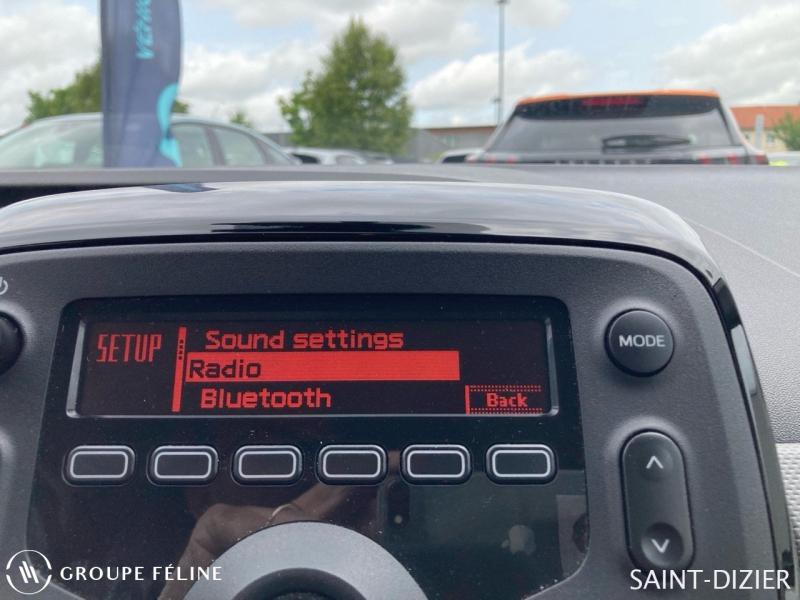 SETUP
Sound settings
Radio
Bluetooth
Back
MODE
GROUPE FÉLINE
SAINT-DIZIER